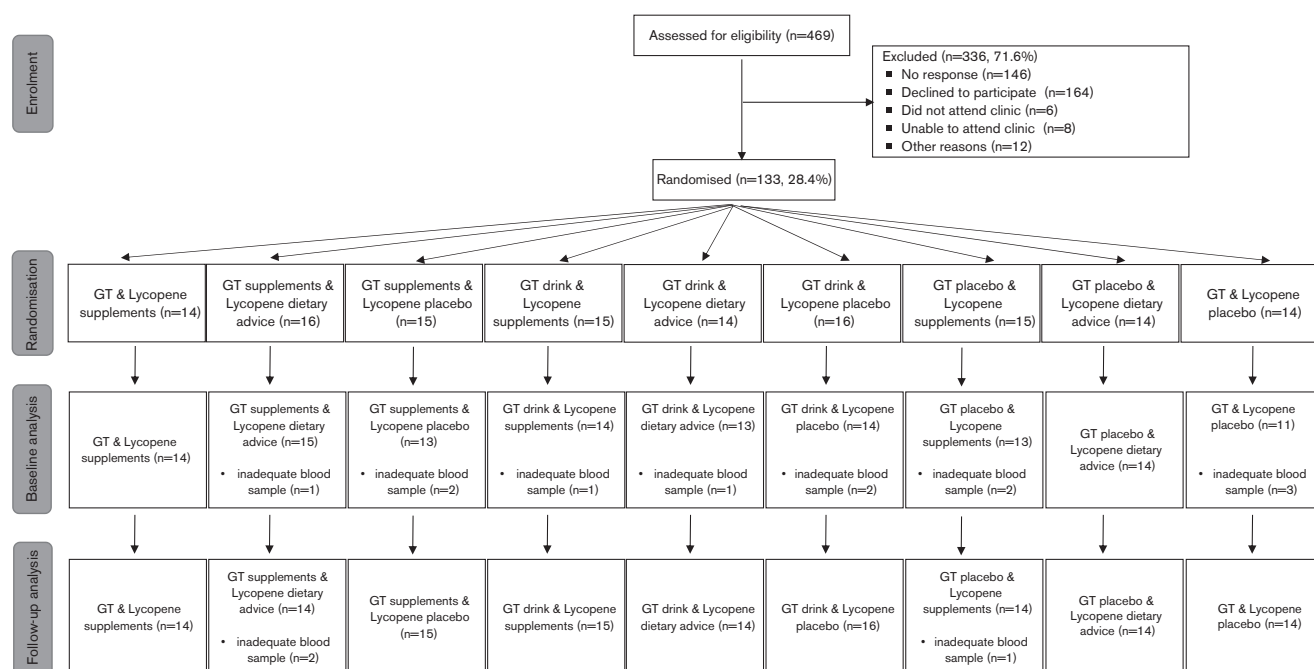 Enrolment
Assessed for eligibility (n=469)
Excluded (n=336, 71.6%)
■ No response (n=146)
■ Declined to participate (n=164)
■ Did not attend clinic (n=6)
■ Unable to attend clinic (n=8)
■ Other reasons (n=12)
Randomised (n=133, 28.4%)
Randomisation
GT & Lycopene
supplements (n=14)
GT supplements &
Lycopene dietary
advice (n=16)
GT supplements &
Lycopene placebo
(n=15)
GT drink &
Lycopene
supplements (n=15)
GT drink &
Lycopene dietary
advice (n=14)
GT drink &
Lycopene placebo
(n=16)
GT placebo &
Lycopene
supplements (n=15)
GT placebo &
Lycopene dietary
advice (n=14)
GT & Lycopene
placebo (n=14)
Baseline analysis
GT & Lycopene
supplements (n=14)
GT supplements &
Lycopene dietary
advice (n=15)
• inadequate blood
sample (n=1)
GT supplements &
Lycopene placebo
(n=13)
• inadequate blood
sample (n=2)
GT drink & Lycopene
supplements (n=14)
• inadequate blood
sample (n=1)
GT drink & Lycopene
dietary advice (n=13)
• inadequate blood
sample (n=1)
GT drink & Lycopene
placebo (n=14)
• inadequate blood
sample (n=2)
GT placebo &
Lycopene
supplements (n=13)
• inadequate blood
sample (n=2)
GT placebo &
Lycopene dietary
advice (n=14)
GT & Lycopene
placebo (n=11)
• inadequate blood
sample (n=3)
Follow-up analysis
GT & Lycopene
supplements (n=14)
GT supplements &
Lycopene dietary
advice (n=14)
• inadequate blood
sample (n=2)
GT supplements &
Lycopene placebo
(n=15)
GT drink & Lycopene
supplements (n=15)
GT drink & Lycopene
dietary advice (n=14)
GT drink & Lycopene
placebo (n=16)
GT placebo &
Lycopene
supplements (n=14)
• inadequate blood
sample (n=1)
GT placebo &
Lycopene dietary
advice (n=14)
GT & Lycopene
placebo (n=14)